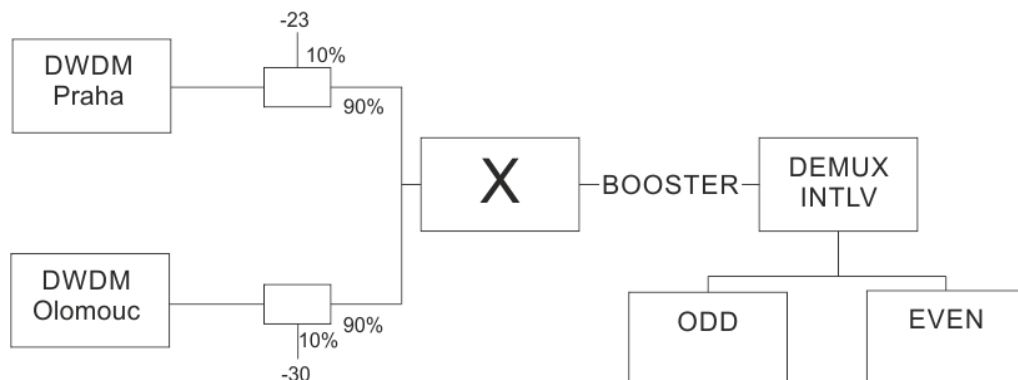 -23
10%
DWDM
Praha
90%
X
BOOSTER
DEMUX
INTLV
DWDM
Olomouc
90%
10%
-30
ODD
EVEN